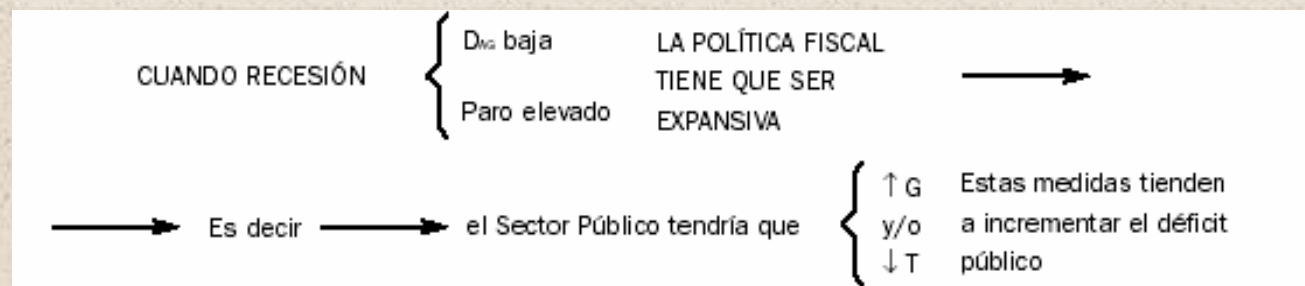 D_AG baja LA POLÍTICA FISCAL
CUANDO RECESIÓN TIENE QUE SER
Paro elevado EXPANSIVA
↑ G Estas medidas tienden
Es decir el Sector Público tendría que y/o a incrementar el déficit
↓ T público